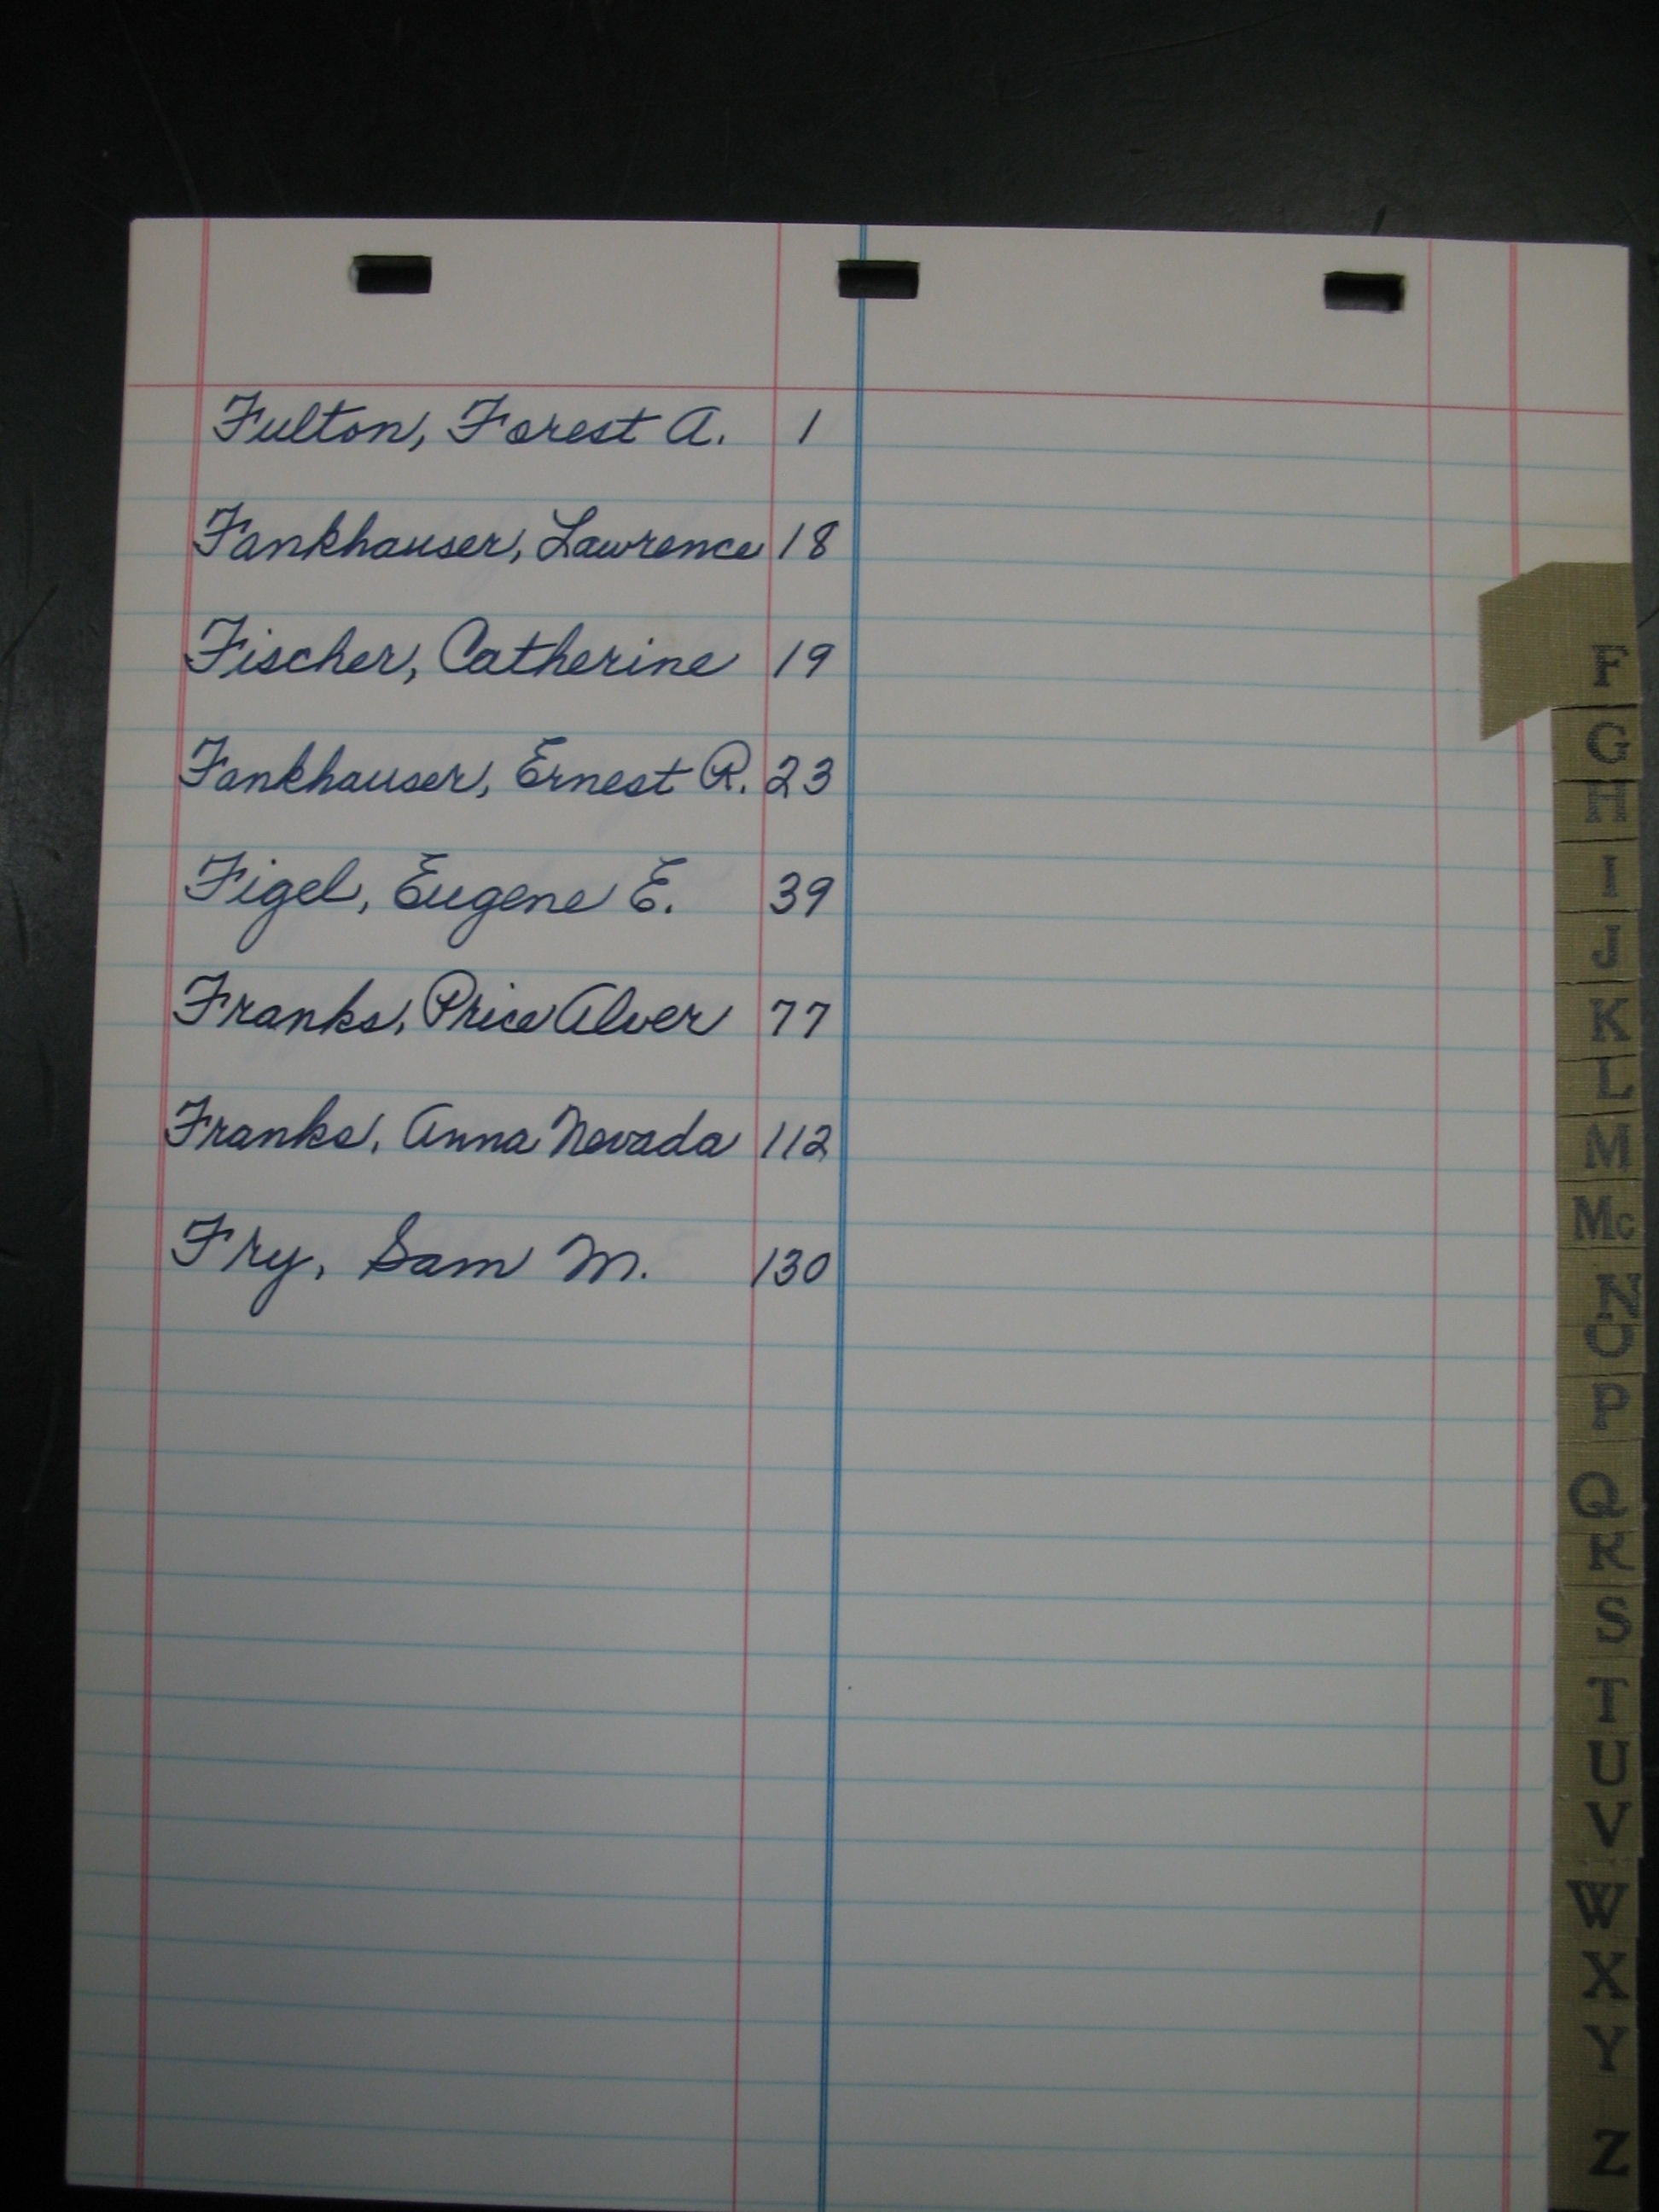 Fulton, Forest A. 1
Fankhauser, Lawrence 18
Fischer, Catherine 19
Fankhauser, Ernest R. 23
Figel, Eugene E. 39
Franks, Price Alver 77
Franks, Anna Nevada 112
Fry, Sam M. 130
F
G
H
I
J
K
L
M
Mc
N
O
P
Q
R
S
T
U
V
W
X
Y
Z